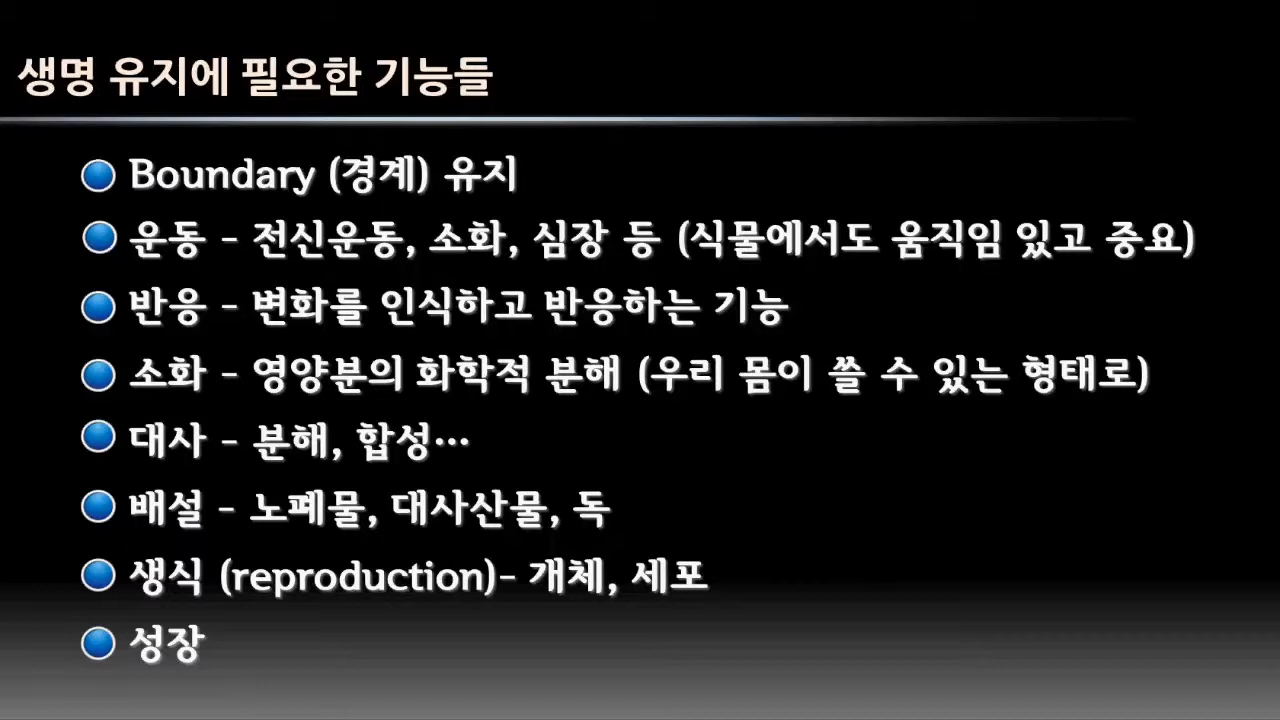 생명 유지에 필요한 기능들
Boundary (경계) 유지
운동 - 전신운동, 소화, 심장 등 (식물에서도 움직임 있고 중요)
반응 - 변화를 인식하고 반응하는 기능
소화 - 영양분의 화학적 분해 (우리 몸이 쓸 수 있는 형태로)
대사 - 분해, 합성…
배설 - 노폐물, 대사산물, 독
생식 (reproduction)- 개체, 세포
성장